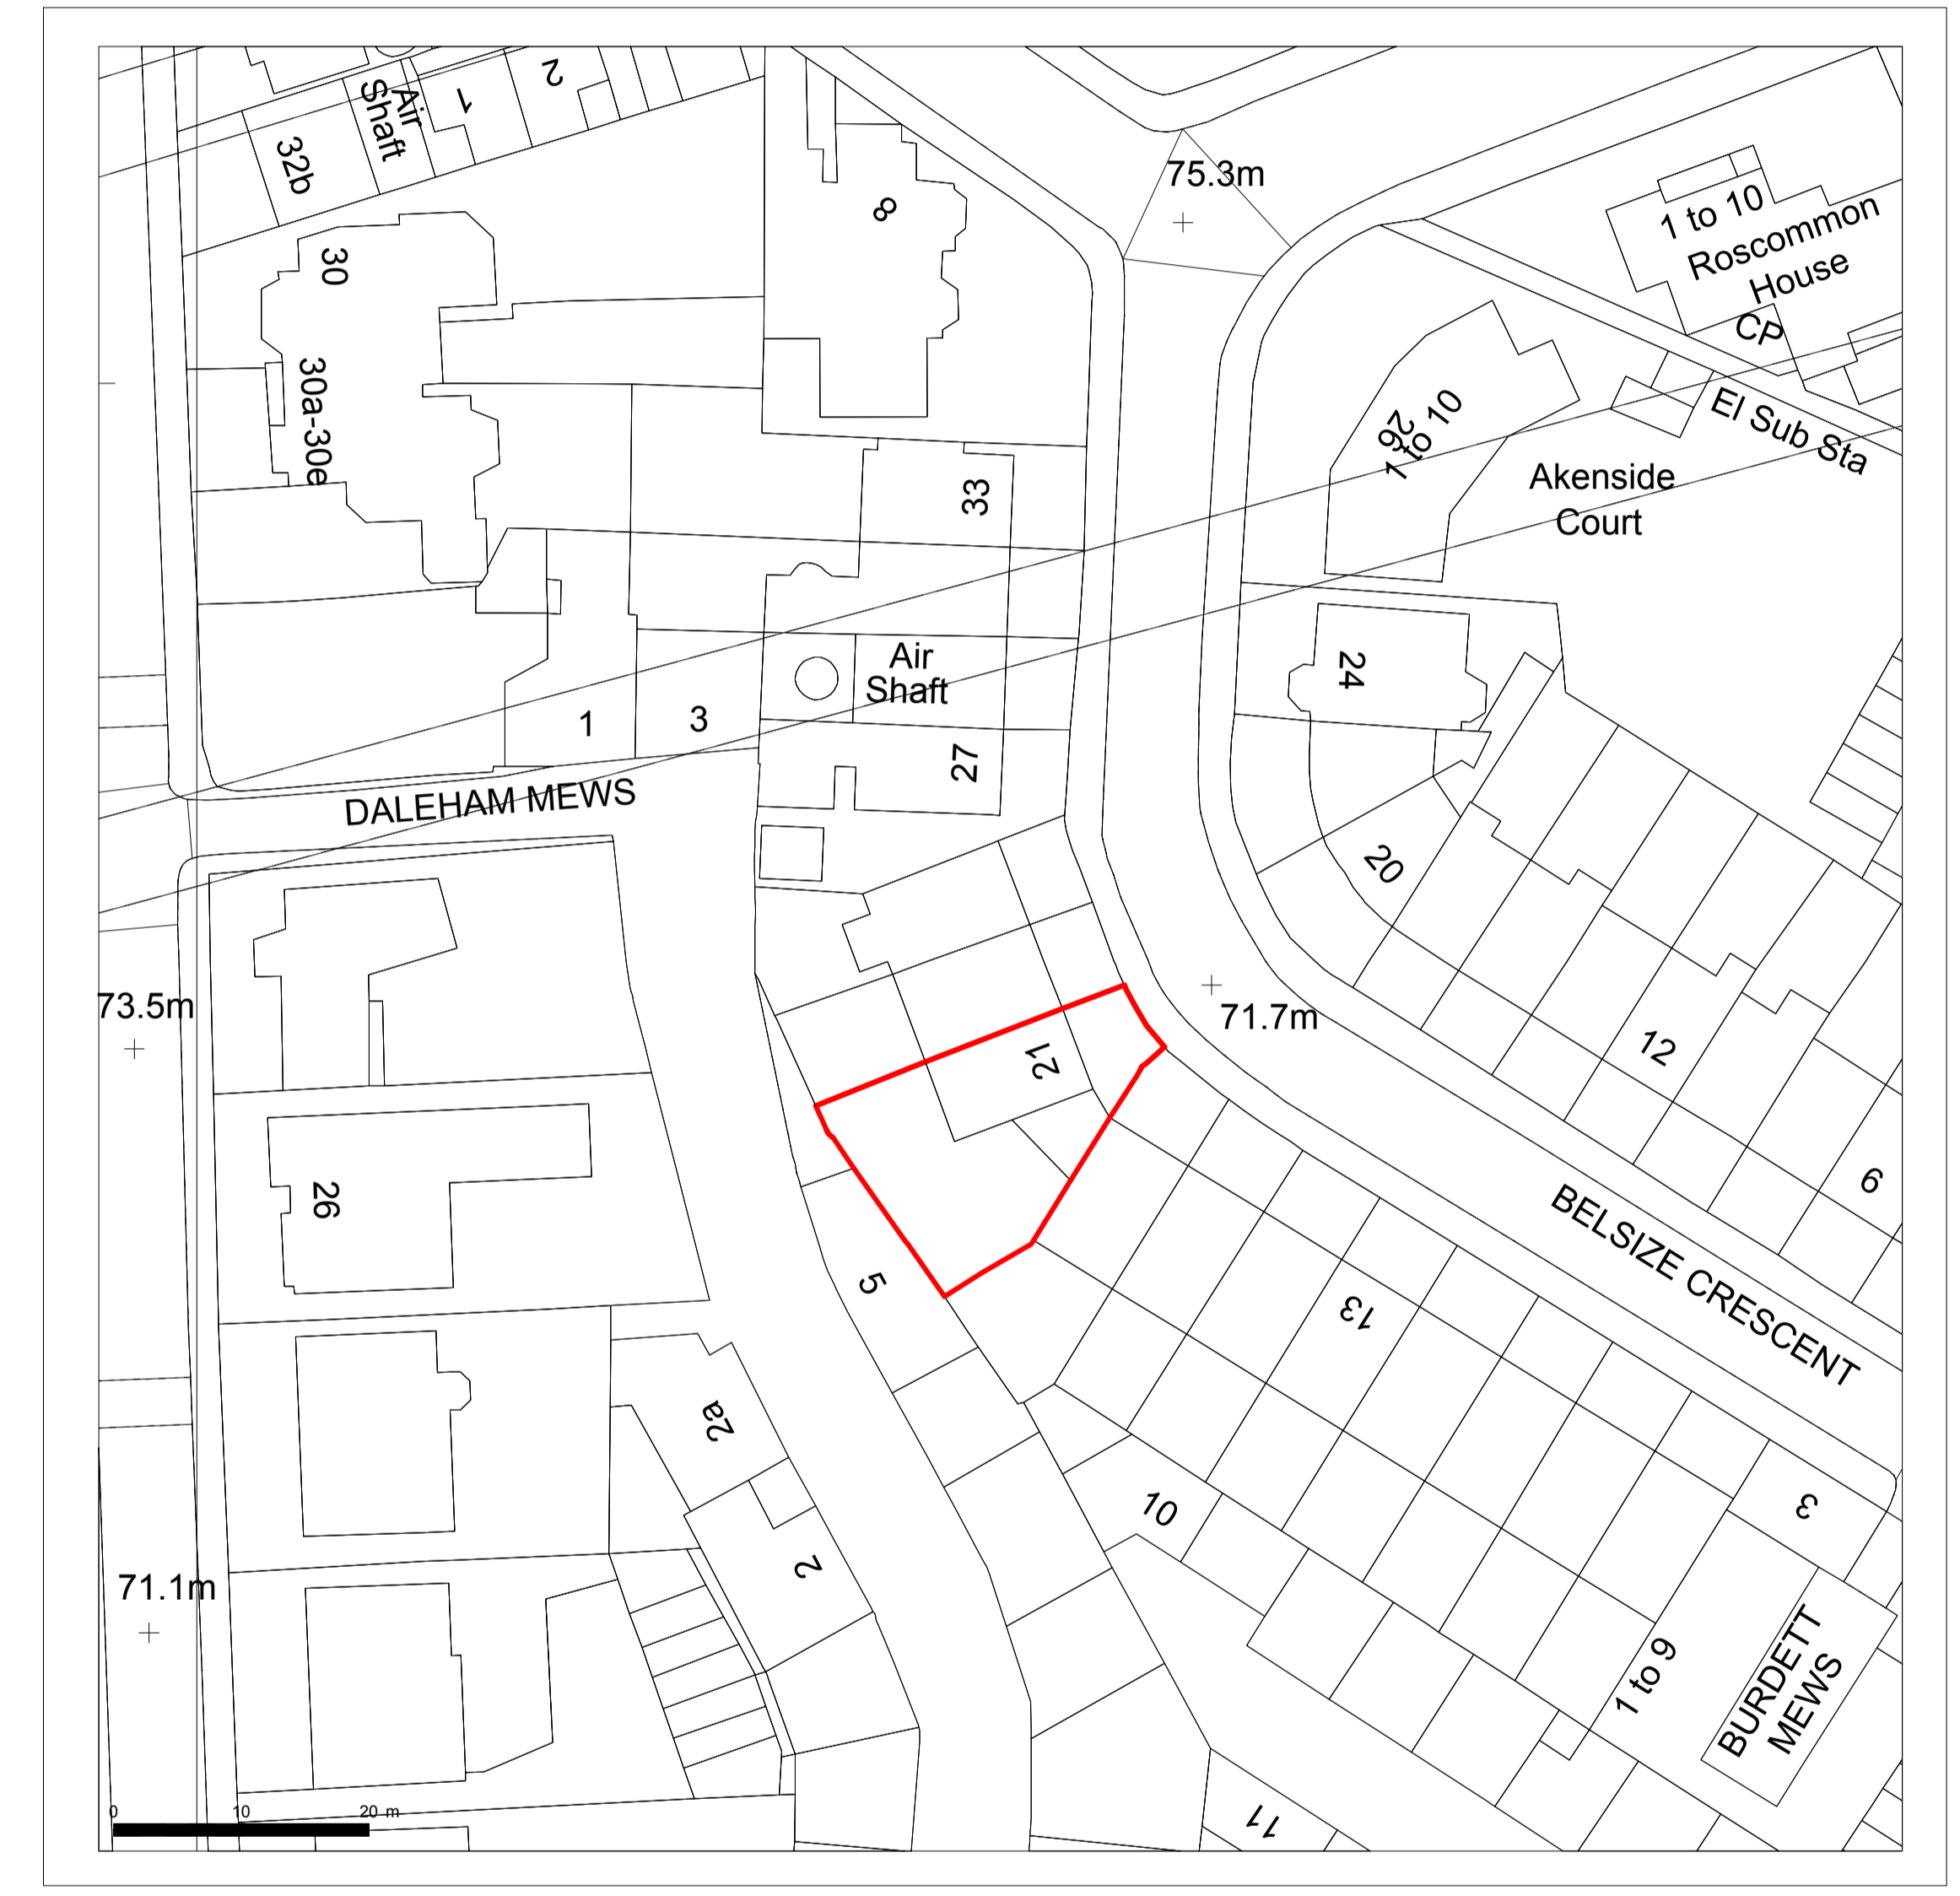 2
1
Air
Shaft
32b
8
75.3m
1 to 10
Roscommon
House
CP
30
30a-30e
33
26
1 to 10
El Sub Sta
Akenside
Court
Air
Shaft
24
1
3
27
DALEHAM MEWS
20
73.5m
71.7m
21
12
6
26
5
BELSIZE CRESCENT
13
2a
10
3
2
71.1m
1 to 9
BURDETT
MEWS
11
0 10 20 m